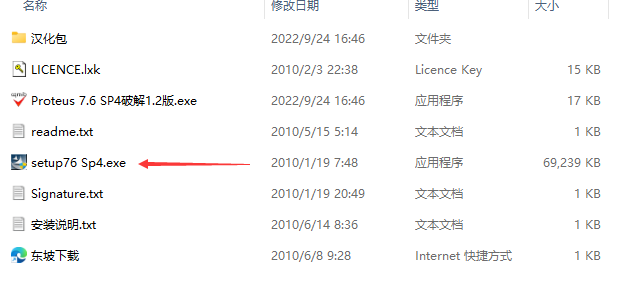 名称 修改日期 类型 大小
汉化包 2022/9/24 16:46 文件夹
LICENCE.lxk 2010/2/3 22:38 Licence Key 15 KB
Proteus 7.6 SP4破解1.2版.exe 2022/9/24 16:46 应用程序 17 KB
readme.txt 2010/5/15 5:14 文本文档 1 KB
setup76 Sp4.exe 2010/1/19 7:48 应用程序 69,239 KB
Signature.txt 2010/1/19 20:49 文本文档 1 KB
安装说明.txt 2010/6/14 8:36 文本文档 1 KB
东坡下载 2010/6/8 9:28 Internet 快捷方式 1 KB